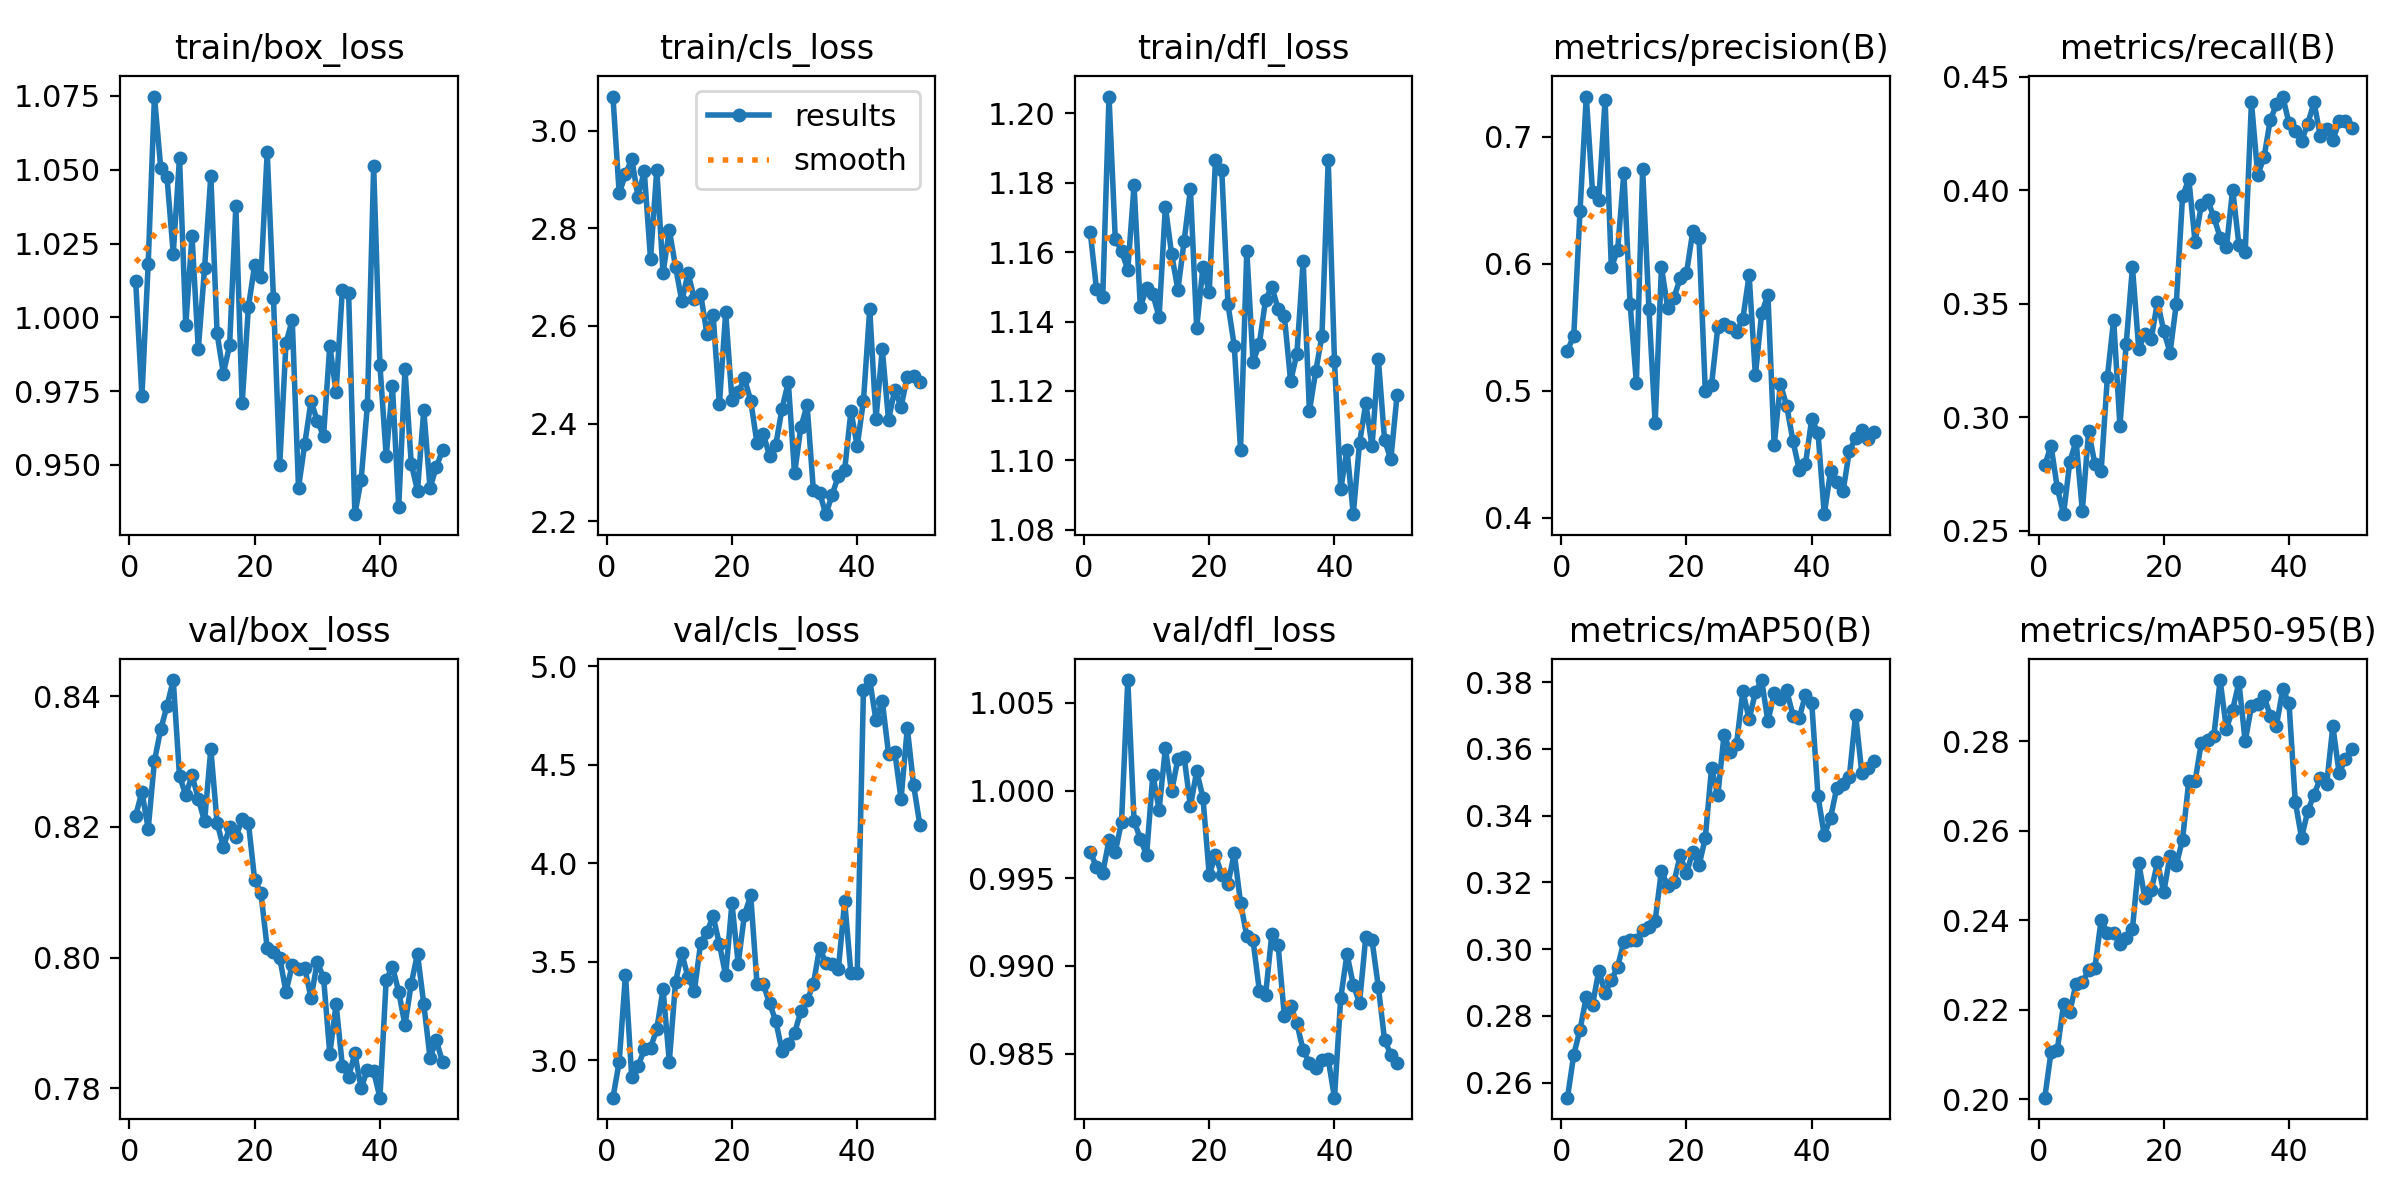 train/box_loss
1.075
1.050
1.025
1.000
0.975
0.950
0 20 40
train/cls_loss
results
smooth
3.0
2.8
2.6
2.4
2.2
0 20 40
train/dfl_loss
1.20
1.18
1.16
1.14
1.12
1.10
1.08
0 20 40
metrics/precision(B)
0.7
0.6
0.5
0.4
0 20 40
metrics/recall(B)
0.45
0.40
0.35
0.30
0.25
0 20 40
val/box_loss
0.84
0.82
0.80
0.78
0 20 40
val/cls_loss
5.0
4.5
4.0
3.5
3.0
0 20 40
val/dfl_loss
1.005
1.000
0.995
0.990
0.985
0 20 40
metrics/mAP50(B)
0.38
0.36
0.34
0.32
0.30
0.28
0.26
0 20 40
metrics/mAP50-95(B)
0.28
0.26
0.24
0.22
0.20
0 20 40